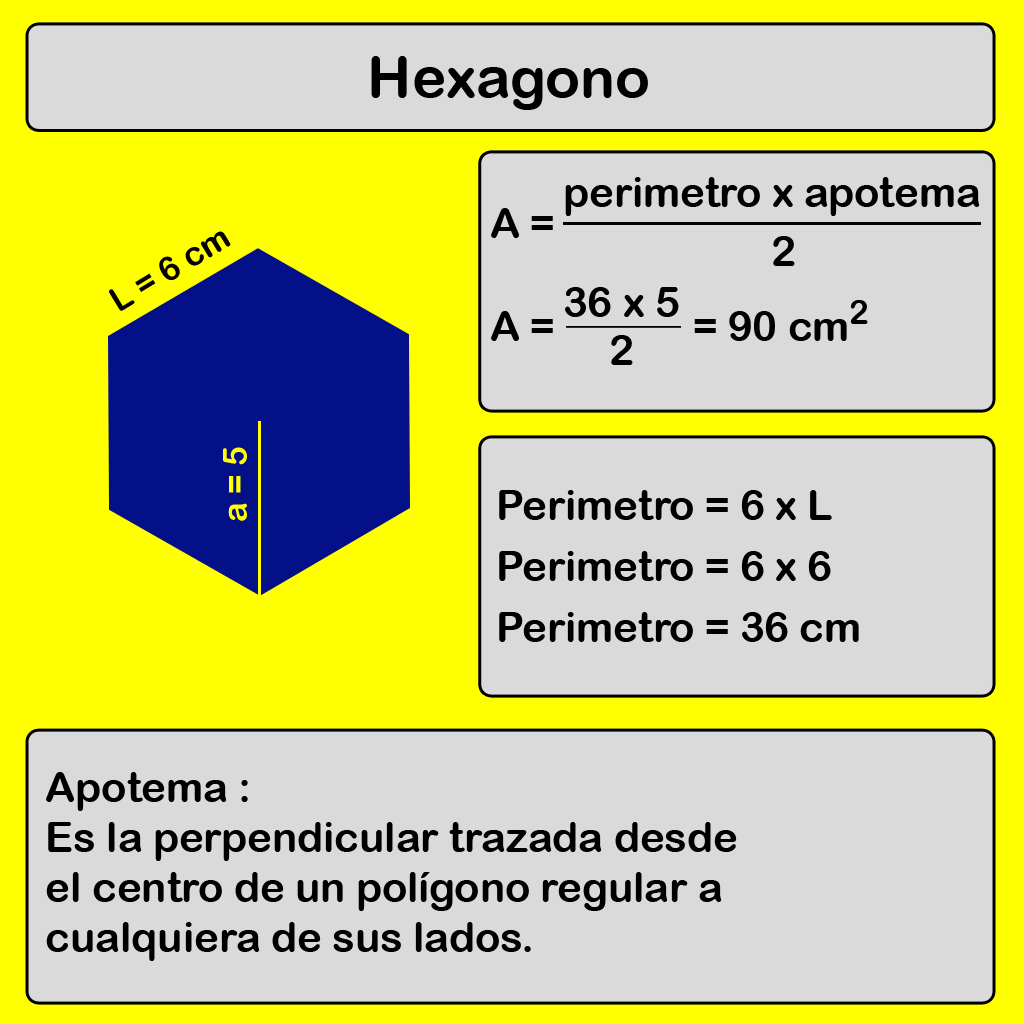 Hexagono
L = 6 cm
a = 5
A = perimetro x apotema
2
A = 36 x 5 = 90 cm²
2
Perimetro = 6 x L
Perimetro = 6 x 6
Perimetro = 36 cm
Apotema :
Es la perpendicular trazada desde
el centro de un polígono regular a
cualquiera de sus lados.